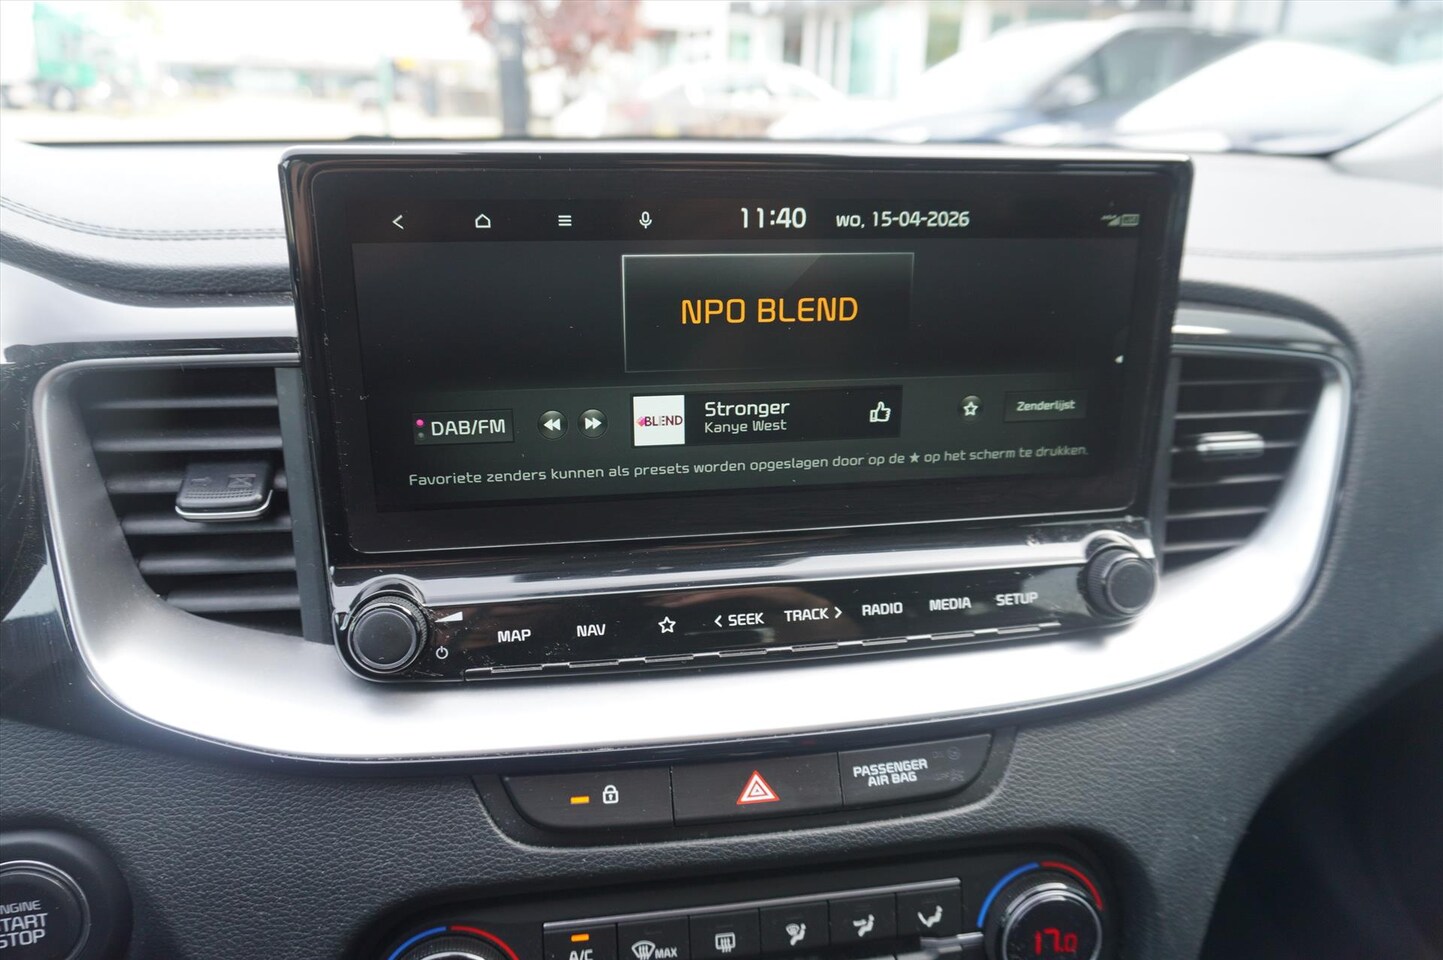 11:40 wo, 15-04-2026
NPO BLEND
DAB/FM
BLEND
Stronger
Kanye West
Zenderlijst
Favoriete zenders kunnen als presets worden opgeslagen door op de ★ op het scherm te drukken.
MAP NAV ☆ < SEEK TRACK > RADIO MEDIA SETUP
PASSENGER
AIR BAG
START
STOP
A/C MAX
17.0